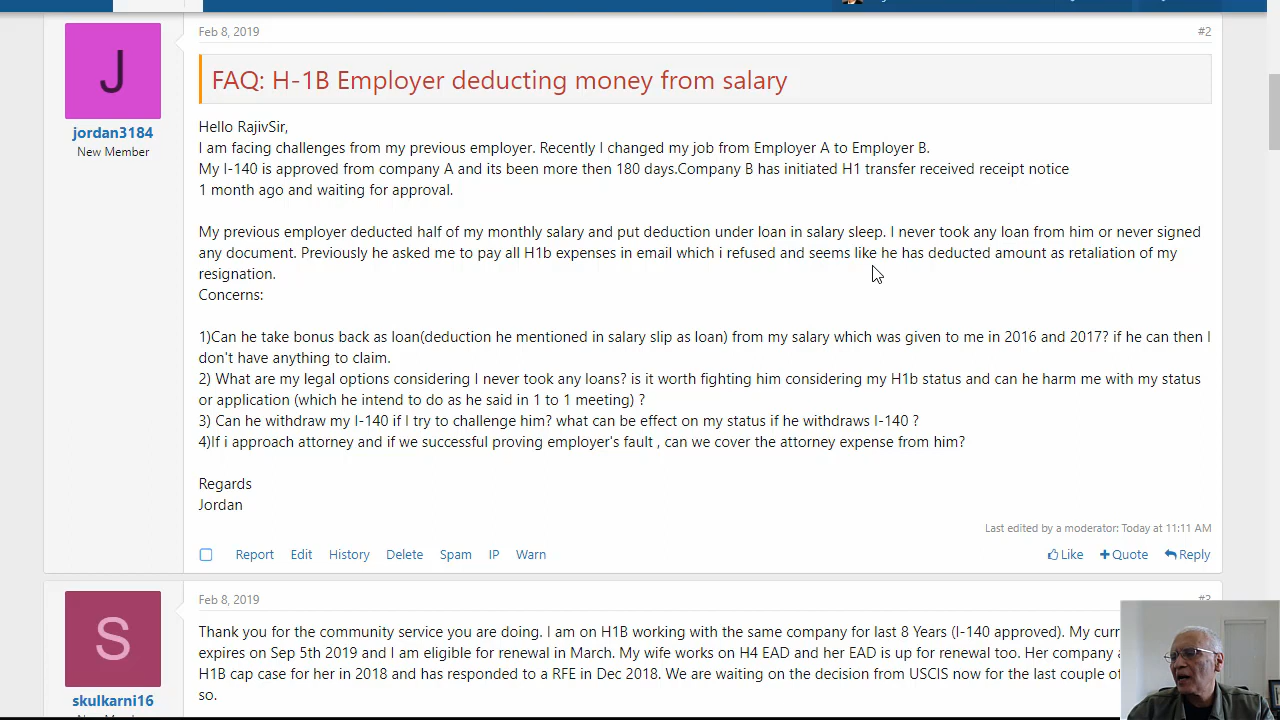 Feb 8, 2019
#2
J
FAQ: H-1B Employer deducting money from salary
jordan3184
New Member
Hello RajivSir,
I am facing challenges from my previous employer. Recently I changed my job from Employer A to Employer B.
My I-140 is approved from company A and its been more then 180 days.Company B has initiated H1 transfer received receipt notice
1 month ago and waiting for approval.
My previous employer deducted half of my monthly salary and put deduction under loan in salary sleep. I never took any loan from him or never signed
any document. Previously he asked me to pay all H1b expenses in email which i refused and seems like he has deducted amount as retaliation of my
resignation.
Concerns:
1)Can he take bonus back as loan(deduction he mentioned in salary slip as loan) from my salary which was given to me in 2016 and 2017? if he can then I
don't have anything to claim.
2) What are my legal options considering I never took any loans? is it worth fighting him considering my H1b status and can he harm me with my status
or application (which he intend to do as he said in 1 to 1 meeting) ?
3) Can he withdraw my I-140 if I try to challenge him? what can be effect on my status if he withdraws I-140 ?
4)If i approach attorney and if we successful proving employer's fault , can we cover the attorney expense from him?
Regards
Jordan
Last edited by a moderator: Today at 11:11 AM
Report Edit History Delete Spam IP Warn Like Quote Reply
Feb 8, 2019
S
Thank you for the community service you are doing. I am on H1B working with the same company for last 8 Years (I-140 approved). My
expires on Sep 5th 2019 and I am eligible for renewal in March. My wife works on H4 EAD and her EAD is up for renewal too. Her company
H1B cap case for her in 2018 and has responded to a RFE in Dec 2018. We are waiting on the decision from USCIS now for the last couple of
so.
skulkarni16